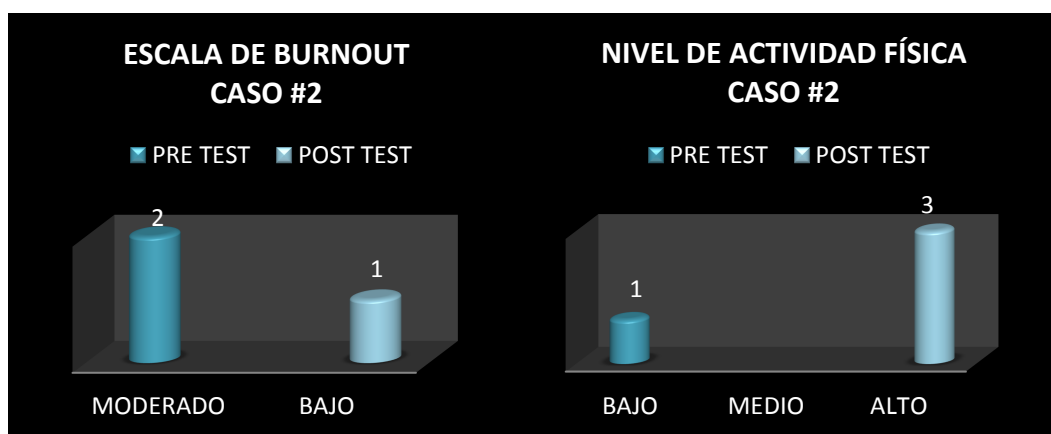 ESCALA DE BURNOUT
CASO #2
PRE TEST POST TEST
2
1
MODERADO BAJO
NIVEL DE ACTIVIDAD FÍSICA
CASO #2
PRE TEST POST TEST
1
3
BAJO MEDIO ALTO